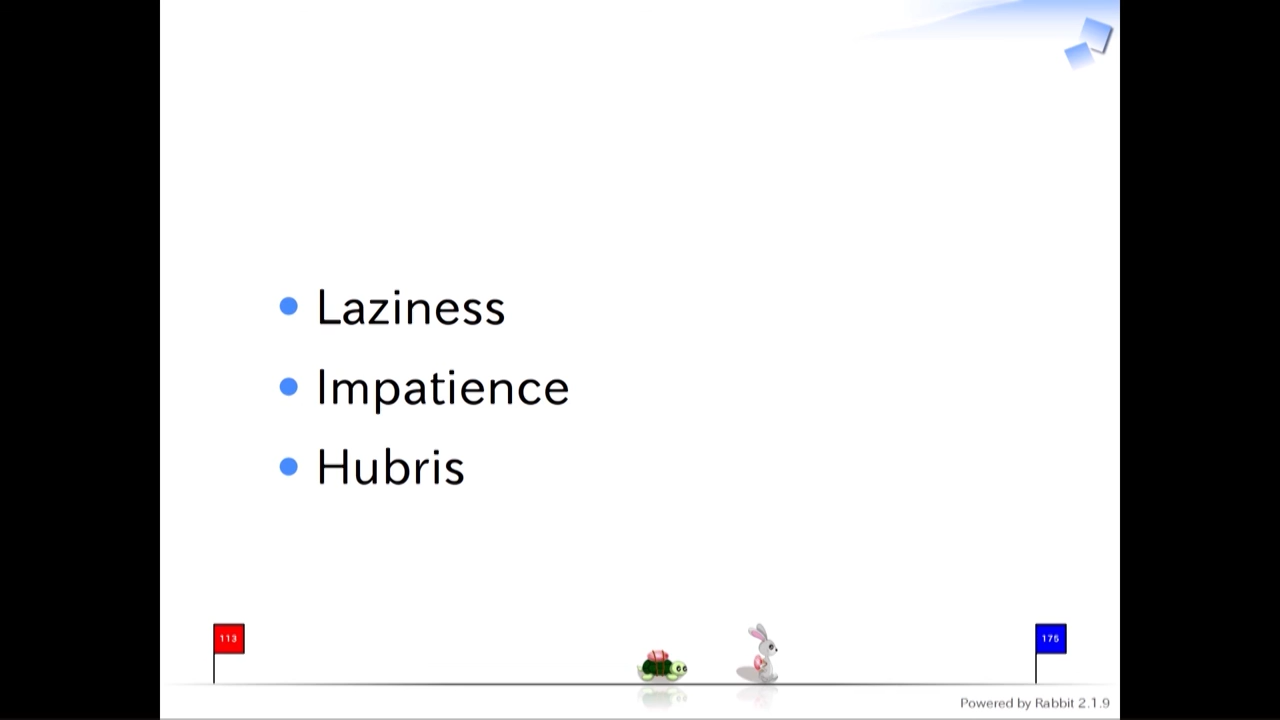 Laziness
Impatience
Hubris
113
175
Powered by Rabbit 2.1.9